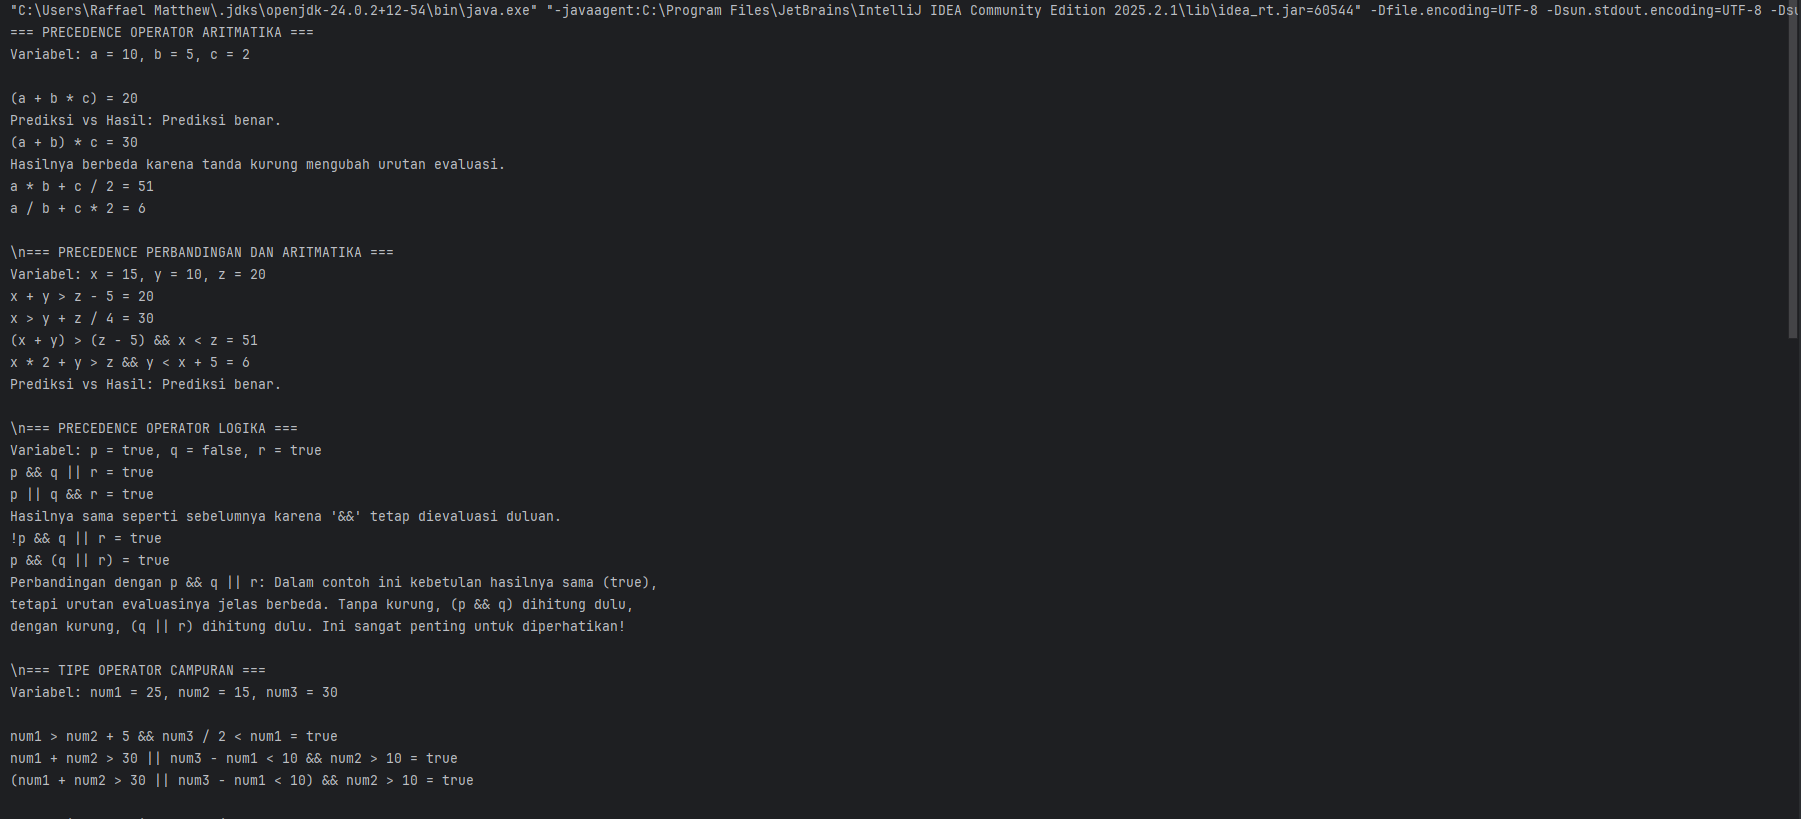 "C:\Users\Raffael Matthew\.jdks\openjdk-24.0.2+12-54\bin\java.exe" "-javaagent:C:\Program Files\JetBrains\IntelliJ IDEA Community Edition 2025.2.1\lib\idea_rt.jar=60544" -Dfile.encoding=UTF-8 -Dsun.stdout.encoding=UTF-8
=== PRECEDENCE OPERATOR ARITMATIKA ===
Variabel: a = 10, b = 5, c = 2
(a + b * c) = 20
Prediksi vs Hasil: Prediksi benar.
(a + b) * c = 30
Hasilnya berbeda karena tanda kurung mengubah urutan evaluasi.
a * b + c / 2 = 51
a / b + c * 2 = 6
\n=== PRECEDENCE PERBANDINGAN DAN ARITMATIKA ===
Variabel: x = 15, y = 10, z = 20
x + y > z - 5 = 20
x > y + z / 4 = 30
(x + y) > (z - 5) && x < z = 51
x * 2 + y > z && y < x + 5 = 6
Prediksi vs Hasil: Prediksi benar.
\n=== PRECEDENCE OPERATOR LOGIKA ===
Variabel: p = true, q = false, r = true
p && q || r = true
p || q && r = true
Hasilnya sama seperti sebelumnya karena '&&' tetap dievaluasi duluan.
!p && q || r = true
p && (q || r) = true
Perbandingan dengan p && q || r: Dalam contoh ini kebetulan hasilnya sama (true),
tetapi urutan evaluasinya jelas berbeda. Tanpa kurung, (p && q) dihitung dulu,
dengan kurung, (q || r) dihitung dulu. Ini sangat penting untuk diperhatikan!
\n=== TIPE OPERATOR CAMPURAN ===
Variabel: num1 = 25, num2 = 15, num3 = 30
num1 > num2 + 5 && num3 / 2 < num1 = true
num1 + num2 > 30 || num3 - num1 < 10 && num2 > 10 = true
(num1 + num2 > 30 || num3 - num1 < 10) && num2 > 10 = true